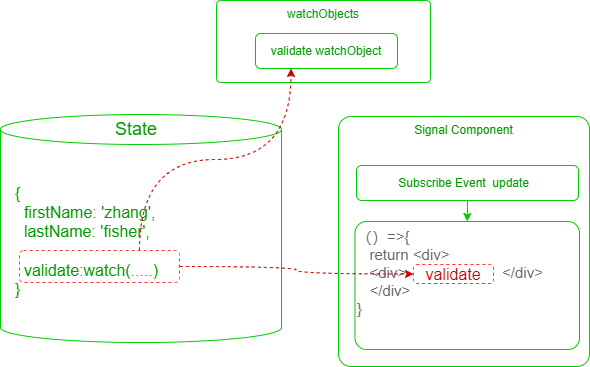 watchObjects
validate watchObject
State
{
firstName: 'zhang',
lastName: 'fisher',
validate:watch(.....)
}
Signal Component
Subscribe Event update
() =>{
return <div>
<div> validate </div>
</div>
}